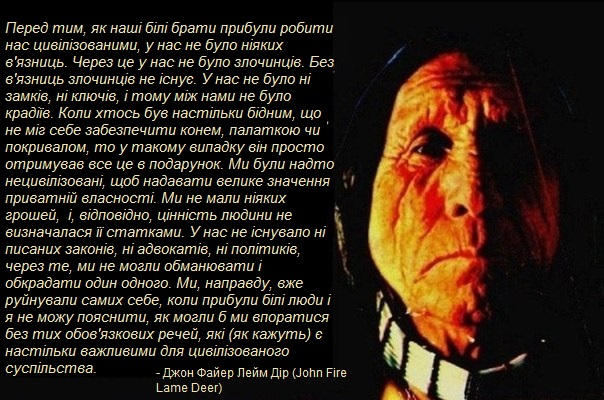 Перед тим, як наші білі брати прибули робити
нас цивілізованими, у нас не було ніяких
в'язниць. Через це у нас не було злочинців. Без
в'язниць злочинців не існує. У нас не було ні
замків, ні ключів, і тому між нами не було
крадіїв. Коли хтось був настільки бідним, що
не міг себе забезпечити конем, палаткою чи
покривалом, то у такому випадку він просто
отримував все це в подарунок. Ми були надто
нецивілізовані, щоб надавати велике значення
приватній власності. Ми не мали ніяких
грошей,  і, відповідно, цінність людини не
визначалася її статками. У нас не існувало ні
писаних законів, ні адвокатів, ні політиків,
через те, ми не могли обманювати і
обкрадати один одного. Ми, направду, вже
руйнували самих себе, коли прибули білі люди і
я не можу пояснити, як могли б ми впоратися
без тих обов'язкових речей, які (як кажуть) є
настільки важливими для цивілізованого
суспільства.
- Джон Файер Лейм Дір (John Fire
Lame Deer)